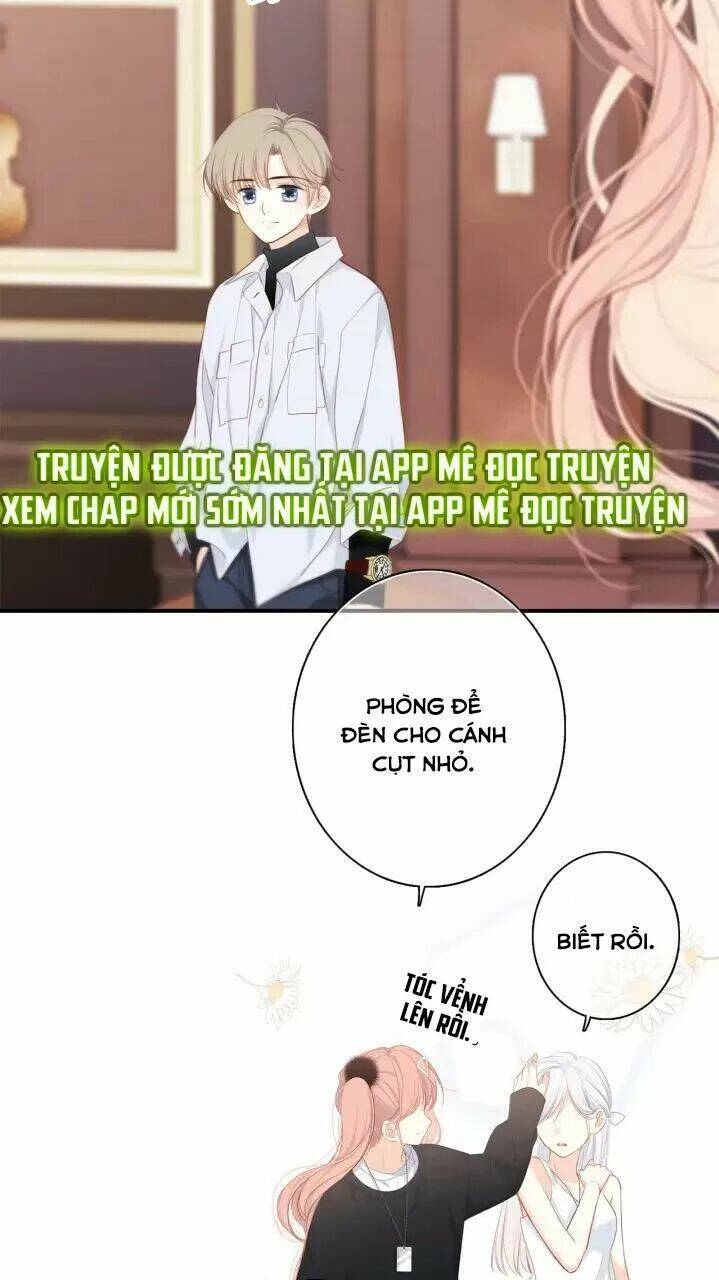 TRUYỆN ĐƯỢC ĐĂNG TẠI APP MÊ ĐỌC TRUYỆN
XEM CHAP MỚI SỚM NHẤT TẠI APP MÊ ĐỌC TRUYỆN
PHÒNG ĐỂ
ĐÈN CHO CÁNH
CỤT NHỎ.
BIẾT RỒI.
TÓC VỂNH
LÊN RỒI.